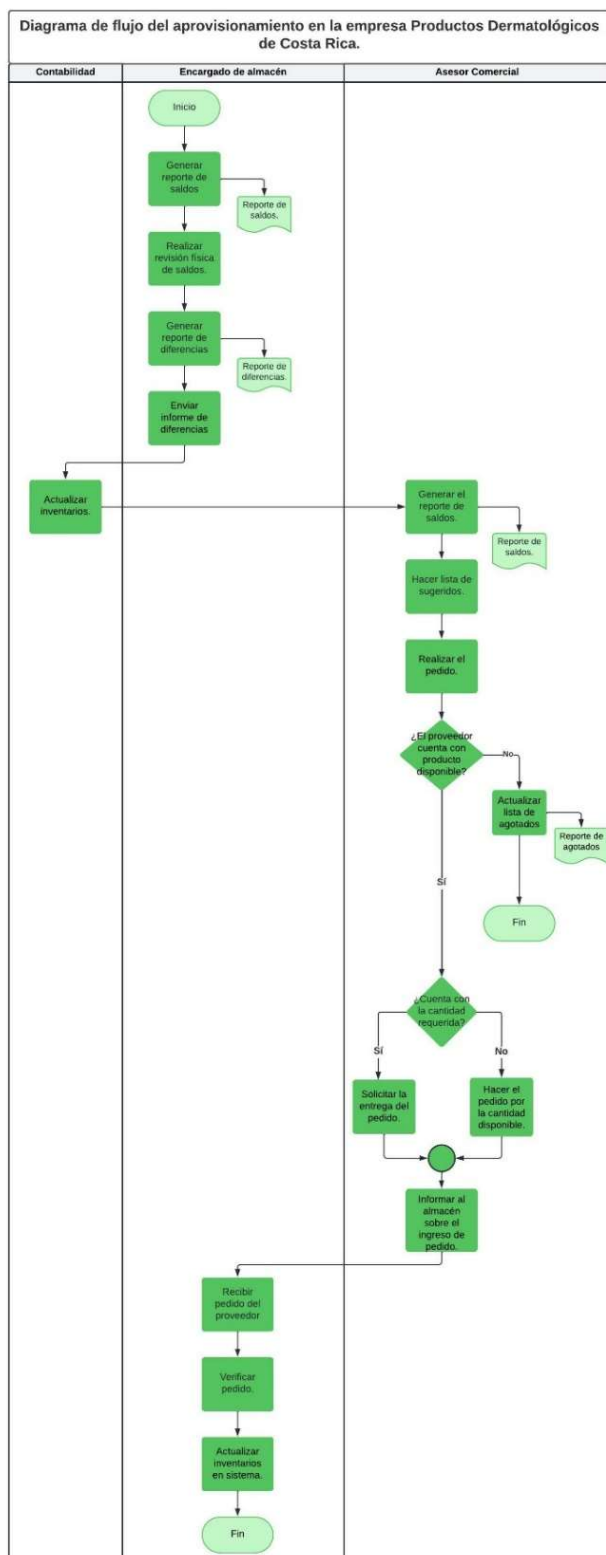 Diagrama de flujo del aprovisionamiento en la empresa Productos Dermatológicos
de Costa Rica.
Contabilidad
Encargado de almacén
Asesor Comercial
Inicio
Generar
reporte de
saldos
Reporte de
saldos.
Realizar
revisión física
de saldos.
Generar
reporte de
diferencias
Reporte de
diferencias.
Enviar
informe de
diferencias
Actualizar
inventarios.
Generar el
reporte de
saldos.
Reporte de
saldos.
Hacer lista de
sugeridos.
Realizar el
pedido.
¿El proveedor
cuenta con
producto
disponible?
No
Actualizar
lista de
agotados
Reporte de
agotados
Sí
Fin
¿Cuenta con
la cantidad
requerida?
Sí
No
Solicitar la
entrega del
pedido.
Hacer el
pedido por
la cantidad
disponible.
Informar al
almacén
sobre el
ingreso de
pedido.
Recibir
pedido del
proveedor
Verificar
pedido.
Actualizar
inventarios
en sistema.
Fin